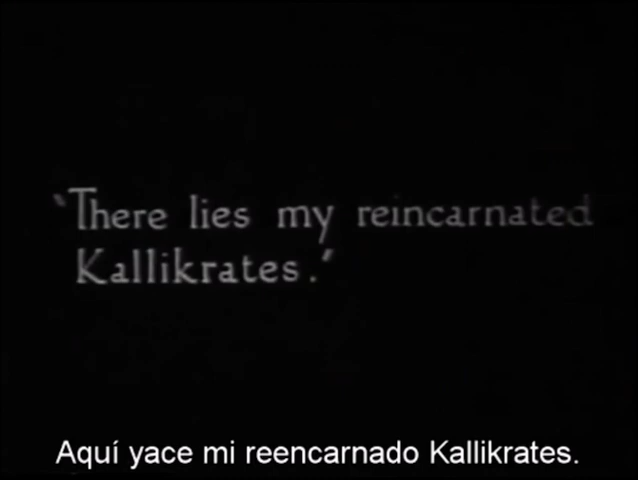 'There lies my reincarnated
Kallikrates.'
Aquí yace mi reencarnado Kallikrates.